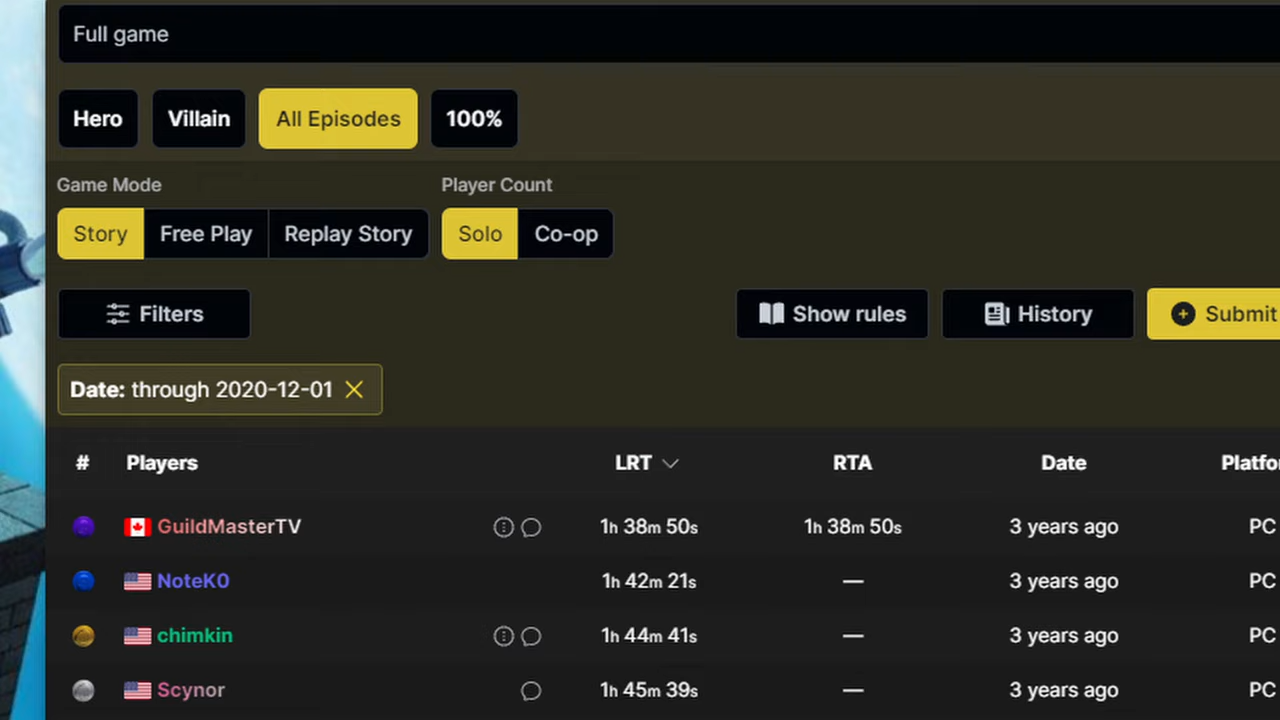 Full game
Hero Villain All Episodes 100%
Game Mode Player Count
Story Free Play Replay Story Solo Co-op
Filters Show rules History Submit
Date: through 2020-12-01
# Players LRT RTA Date Platfo
GuildMasterTV 1h 38m 50s 1h 38m 50s 3 years ago PC
NoteK0 1h 42m 21s — 3 years ago PC
chimkin 1h 44m 41s — 3 years ago PC
Scynor 1h 45m 39s — 3 years ago PC